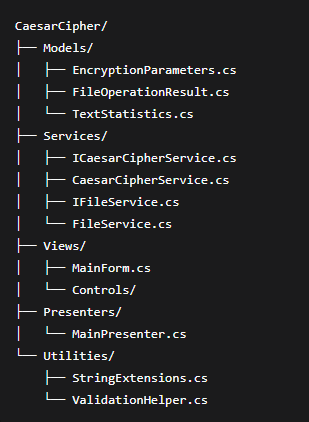 CaesarCipher/
├── Models/
│   ├── EncryptionParameters.cs
│   ├── FileOperationResult.cs
│   └── TextStatistics.cs
├── Services/
│   ├── ICaesarCipherService.cs
│   ├── CaesarCipherService.cs
│   ├── IFileService.cs
│   └── FileService.cs
├── Views/
│   ├── MainForm.cs
│   └── Controls/
├── Presenters/
│   └── MainPresenter.cs
└── Utilities/
    ├── StringExtensions.cs
    └── ValidationHelper.cs